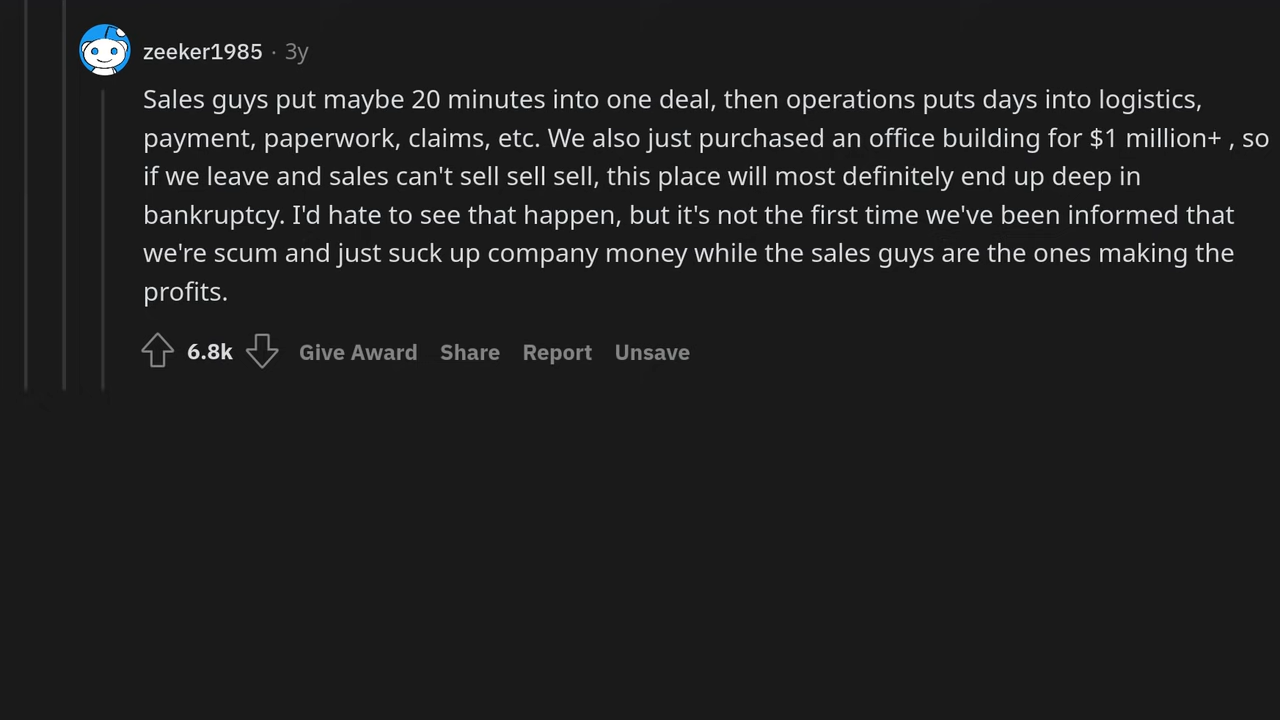 zeeker1985 · 3y
Sales guys put maybe 20 minutes into one deal, then operations puts days into logistics,
payment, paperwork, claims, etc. We also just purchased an office building for $1 million+ , so
if we leave and sales can't sell sell sell, this place will most definitely end up deep in
bankruptcy. I'd hate to see that happen, but it's not the first time we've been informed that
we're scum and just suck up company money while the sales guys are the ones making the
profits.
6.8k Give Award Share Report Unsave